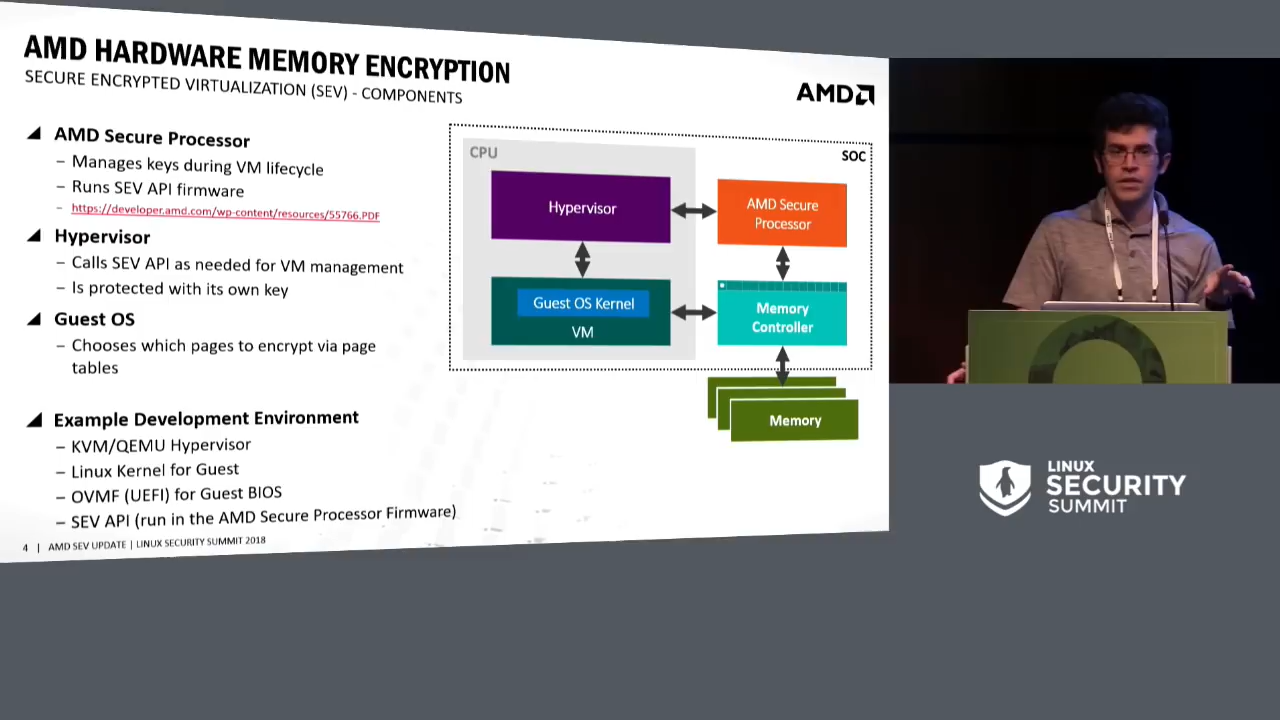 AMD HARDWARE MEMORY ENCRYPTION
SECURE ENCRYPTED VIRTUALIZATION (SEV) - COMPONENTS
AMD
AMD Secure Processor
– Manages keys during VM lifecycle
– Runs SEV API firmware
– https://developer.amd.com/wp-content/resources/55766.PDF
Hypervisor
– Calls SEV API as needed for VM management
– Is protected with its own key
Guest OS
– Chooses which pages to encrypt via page
tables
Example Development Environment
– KVM/QEMU Hypervisor
– Linux Kernel for Guest
– OVMF (UEFI) for Guest BIOS
– SEV API (run in the AMD Secure Processor Firmware)
4 | AMD SEV UPDATE | LINUX SECURITY SUMMIT 2018
CPU
SOC
Hypervisor
AMD Secure
Processor
Guest OS Kernel
VM
Memory
Controller
Memory
LINUX
SECURITY
SUMMIT